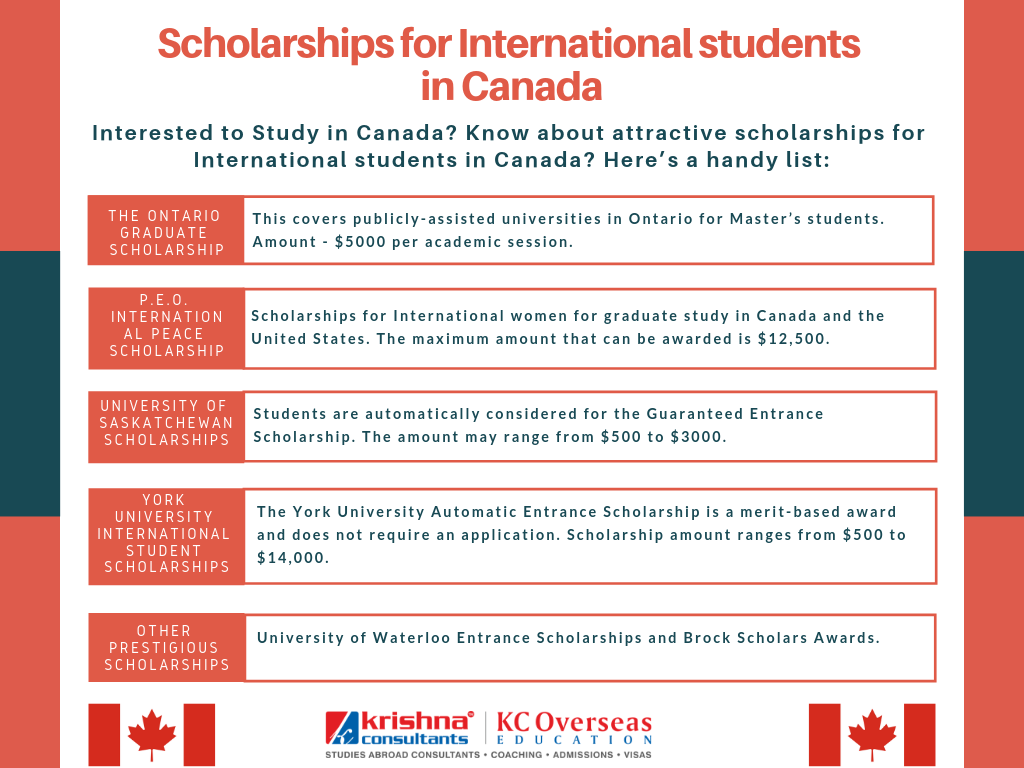 Scholarships for International students
in Canada
Interested to Study in Canada? Know about attractive scholarships for
International students in Canada? Here's a handy list:
THE ONTARIO
GRADUATE
SCHOLARSHIP
This covers publicly-assisted universities in Ontario for Master's students.
Amount - $5000 per academic session.
P.E.O.
INTERNATION
AL PEACE
SCHOLARSHIP
Scholarships for International women for graduate study in Canada and the
United States. The maximum amount that can be awarded is $12,500.
UNIVERSITY OF
SASKATCHEWAN
SCHOLARSHIPS
Students are automatically considered for the Guaranteed Entrance
Scholarship. The amount may range from $500 to $3000.
YORK
UNIVERSITY
INTERNATIONAL
STUDENT
SCHOLARSHIPS
The York University Automatic Entrance Scholarship is a merit-based award
and does not require an application. Scholarship amount ranges from $500 to
$14,000.
OTHER
PRESTIGIOUS
SCHOLARSHIPS
University of Waterloo Entrance Scholarships and Brock Scholars Awards.
krishna
consultants
KC Overseas
EDUCATION
STUDIES ABROAD CONSULTANTS • COACHING • ADMISSIONS • VISAS